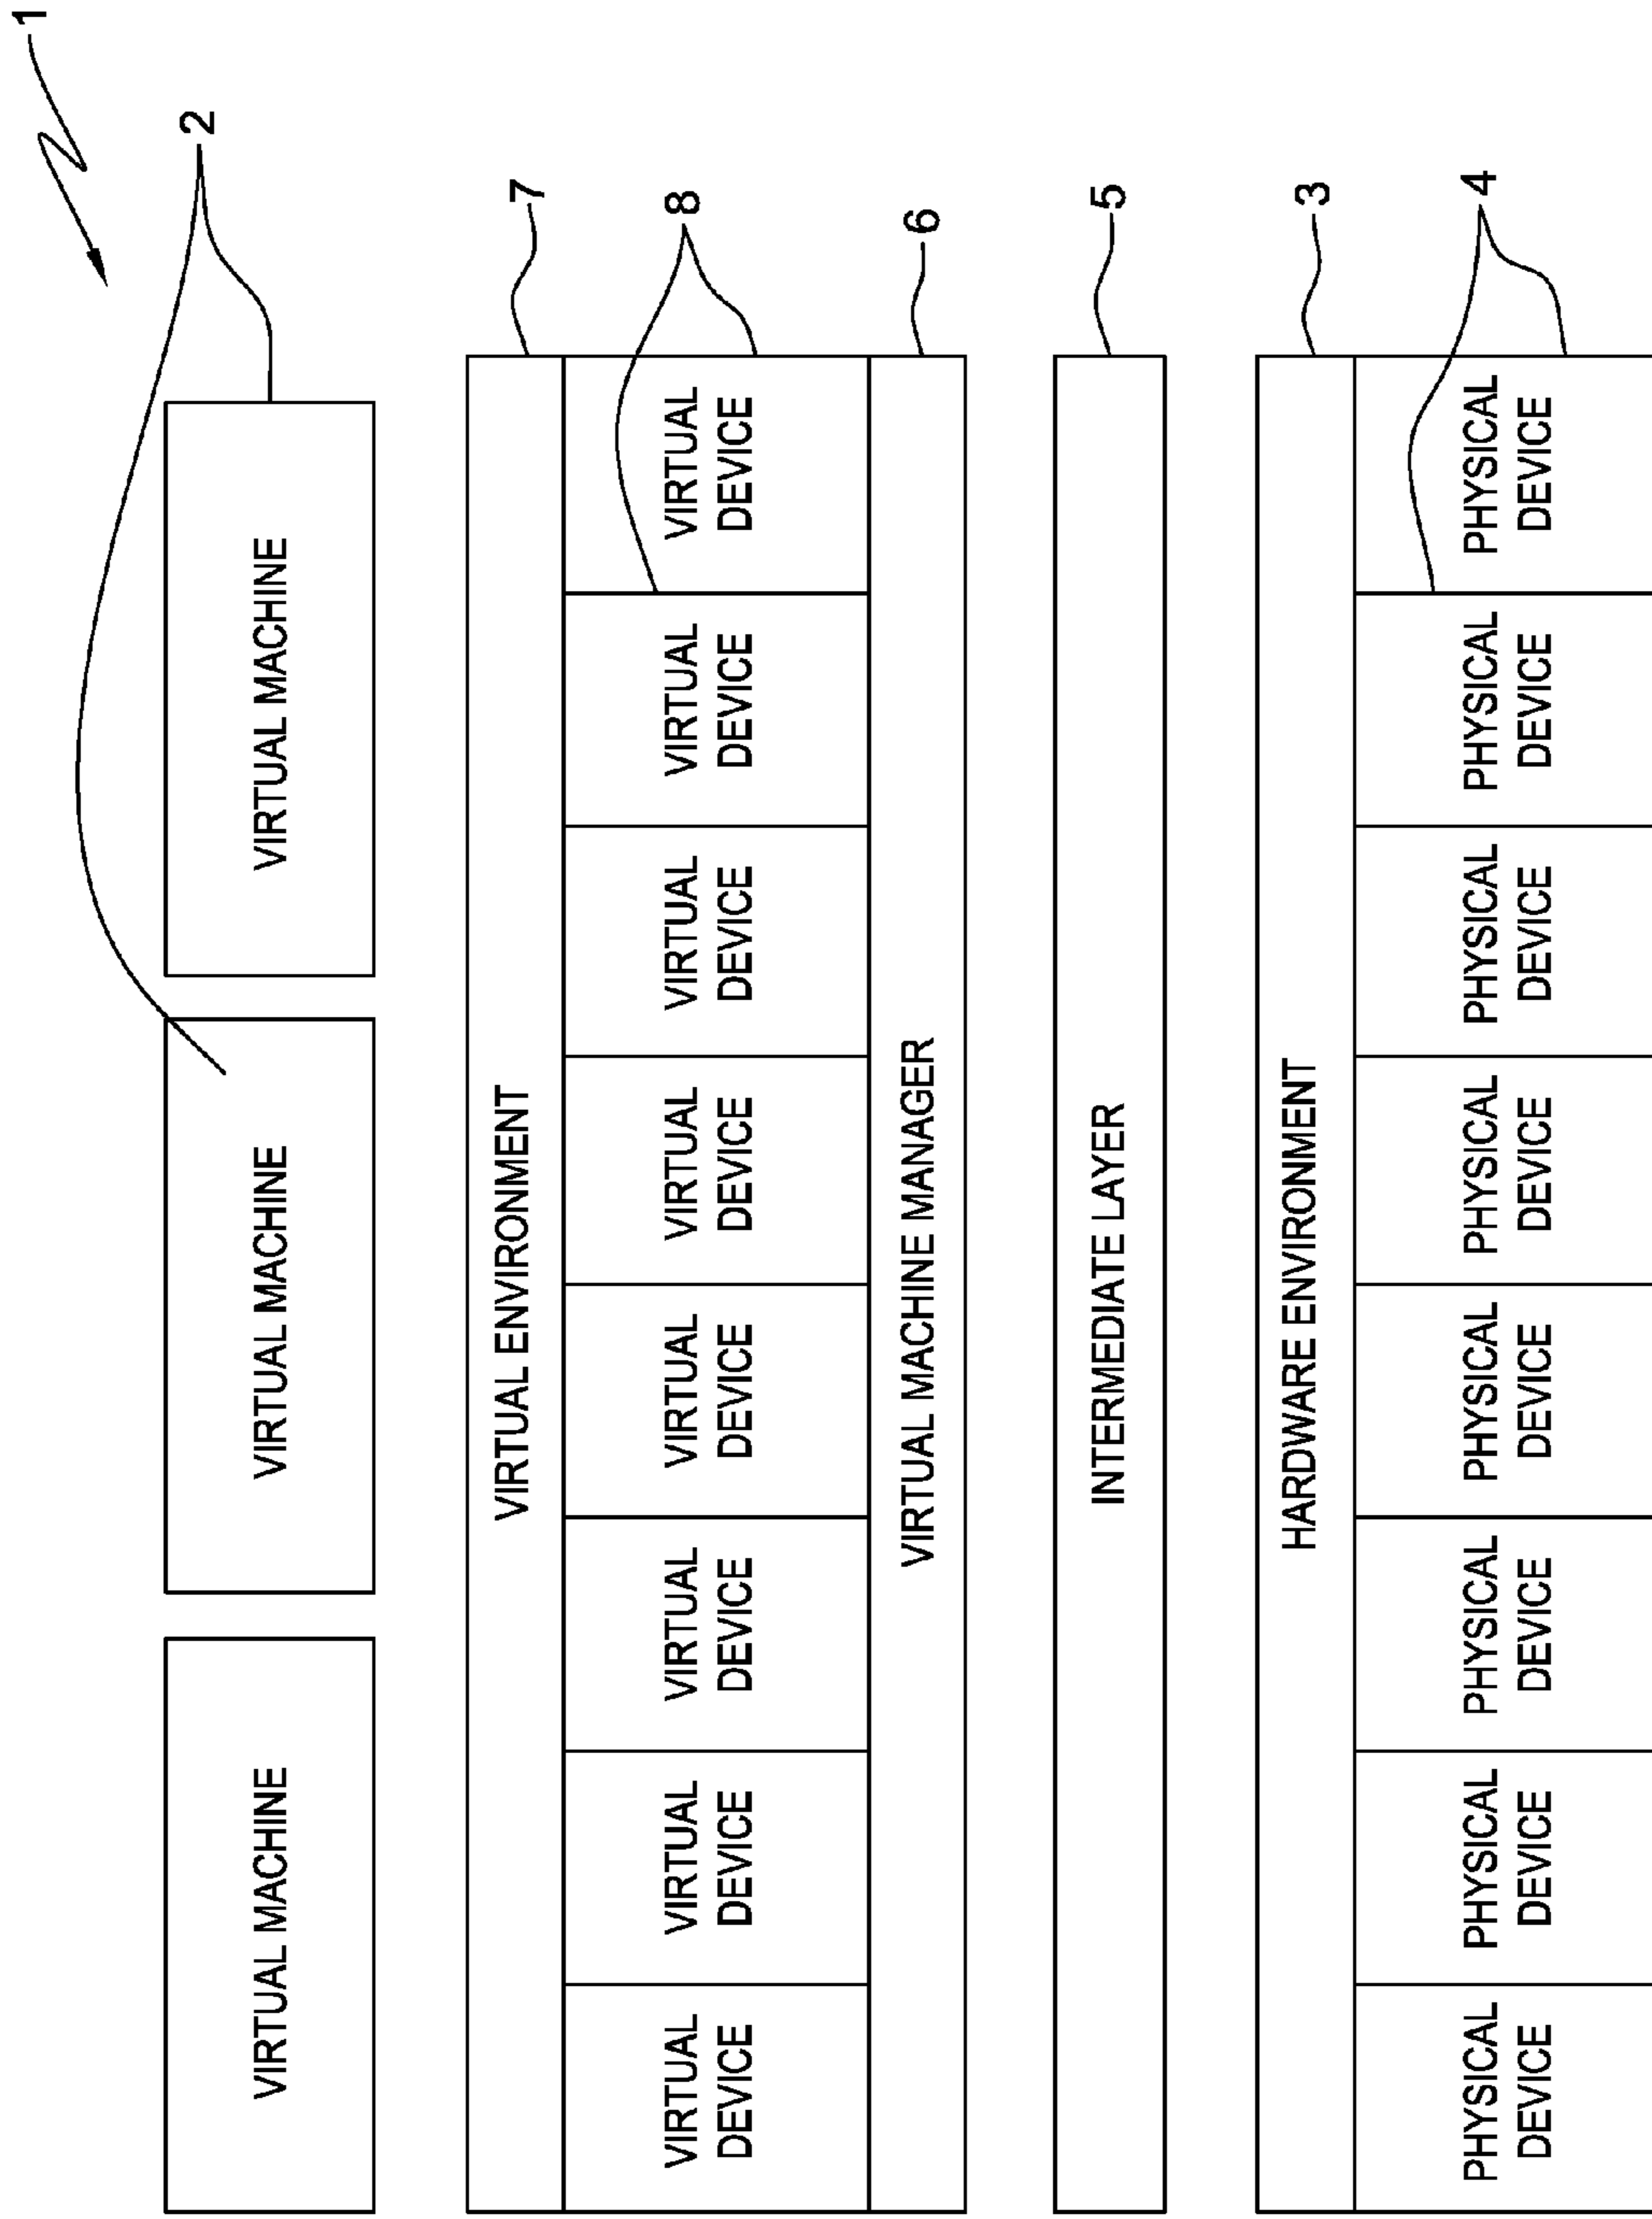 1
2
VIRTUAL MACHINE
VIRTUAL MACHINE
VIRTUAL MACHINE
VIRTUAL ENVIRONMENT
7
VIRTUAL
DEVICE
VIRTUAL
DEVICE
VIRTUAL
DEVICE
VIRTUAL
DEVICE
VIRTUAL
DEVICE
VIRTUAL
DEVICE
VIRTUAL
DEVICE
VIRTUAL
DEVICE
8
VIRTUAL MACHINE MANAGER
6
INTERMEDIATE LAYER
5
HARDWARE ENVIRONMENT
3
PHYSICAL
DEVICE
PHYSICAL
DEVICE
PHYSICAL
DEVICE
PHYSICAL
DEVICE
PHYSICAL
DEVICE
PHYSICAL
DEVICE
PHYSICAL
DEVICE
PHYSICAL
DEVICE
4